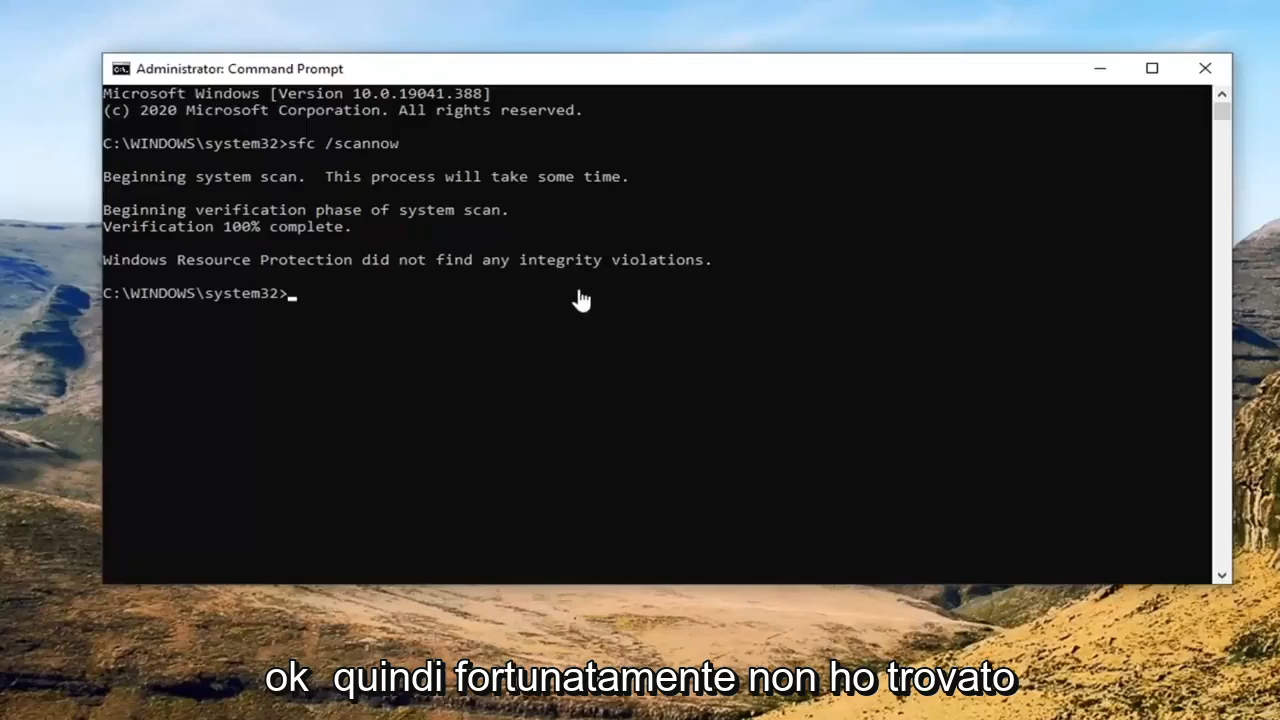 Administrator: Command Prompt
Microsoft Windows [Version 10.0.19041.388]
(c) 2020 Microsoft Corporation. All rights reserved.
C:\WINDOWS\system32>sfc /scannow
Beginning system scan.  This process will take some time.
Beginning verification phase of system scan.
Verification 100% complete.
Windows Resource Protection did not find any integrity violations.
C:\WINDOWS\system32>
ok  quindi fortunatamente non ho trovato